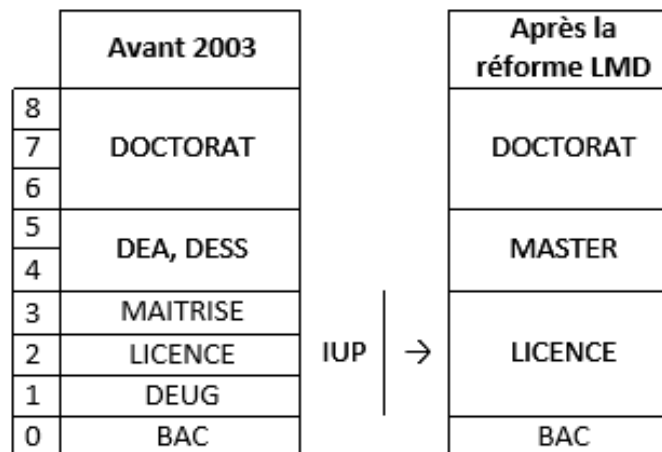 Avant 2003
Après la
réforme LMD
8
7
6
DOCTORAT
DOCTORAT
5
4
DEA, DESS
MASTER
3
MAITRISE
2
LICENCE
IUP
→
LICENCE
1
DEUG
0
BAC
BAC